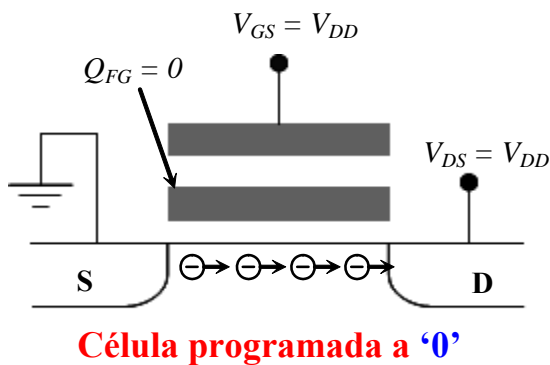 V_GS = V_DD
Q_FG = 0
V_DS = V_DD
S
D
Célula programada a ‘0’